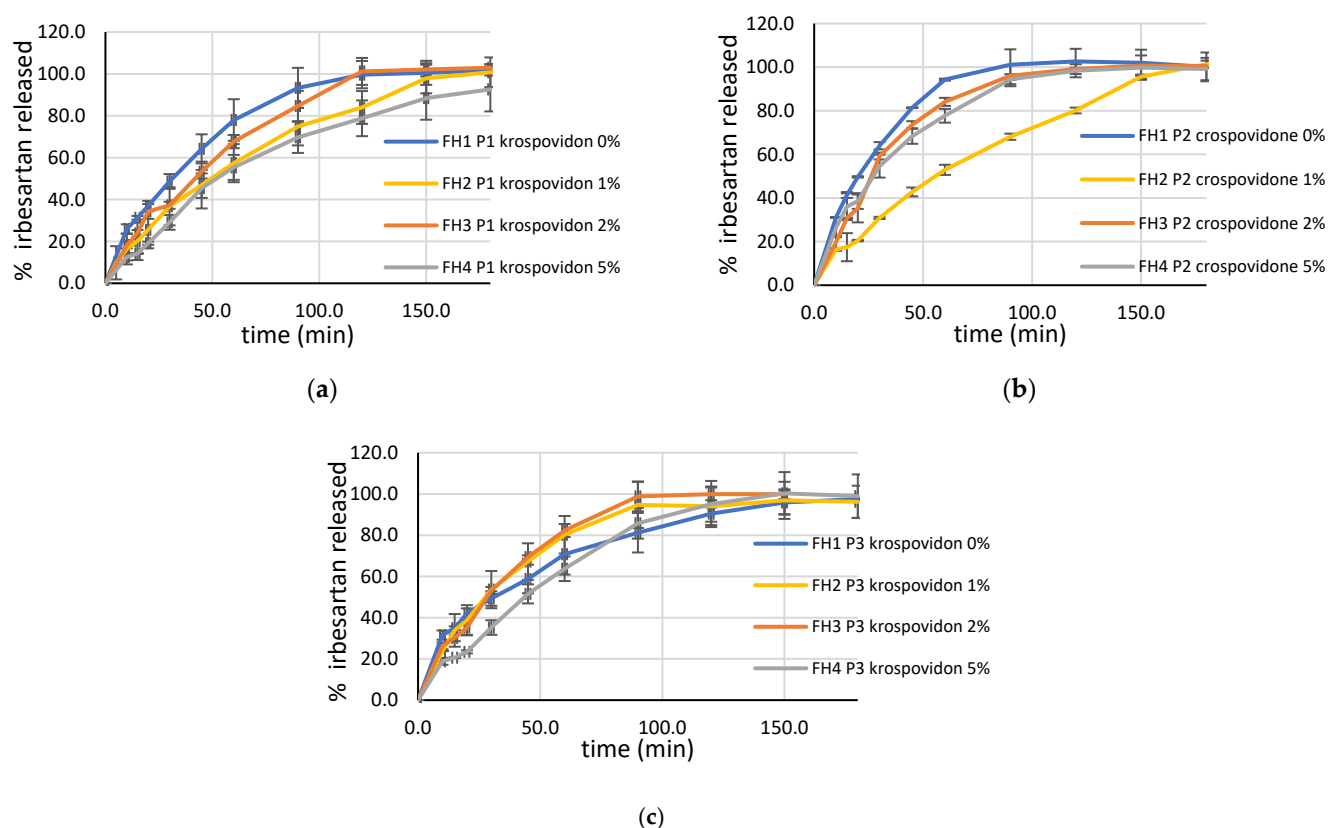 120.0
100.0
80.0
60.0
40.0
20.0
0.0
% irbesartan released
FH1 P1 krospovidon 0%
FH2 P1 krospovidon 1%
FH3 P1 krospovidon 2%
FH4 P1 krospovidon 5%
0.0 50.0 100.0 150.0
time (min)
(a)
120.0
100.0
80.0
60.0
40.0
20.0
0.0
% irbesartan released
FH1 P2 crospovidone 0%
FH2 P2 crospovidone 1%
FH3 P2 crospovidone 2%
FH4 P2 crospovidone 5%
0.0 50.0 100.0 150.0
time (min)
(b)
120.0
100.0
80.0
60.0
40.0
20.0
0.0
% irbesartan released
FH1 P3 krospovidon 0%
FH2 P3 krospovidon 1%
FH3 P3 krospovidon 2%
FH4 P3 krospovidon 5%
0.0 50.0 100.0 150.0
time (min)
(c)